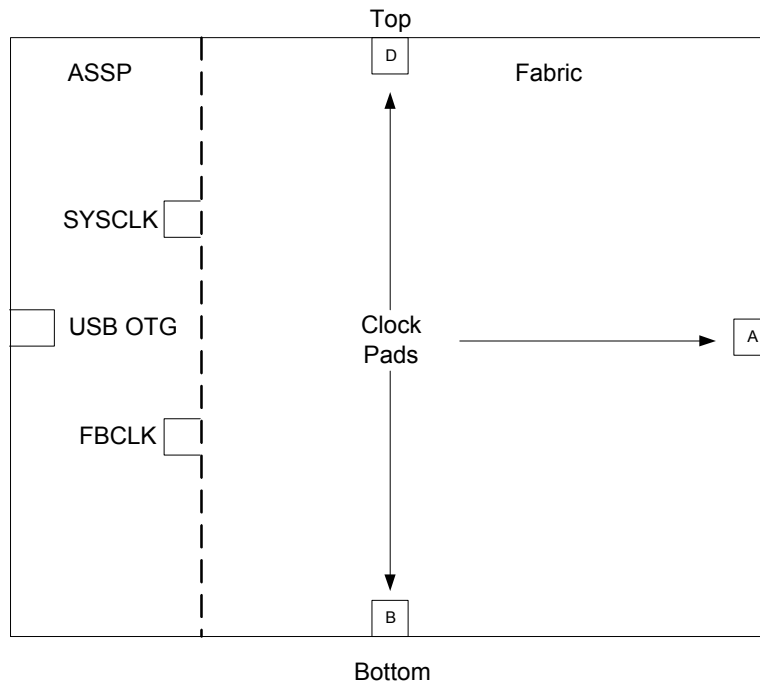 Top
D
ASSP
Fabric
SYSCLK
USB OTG
Clock
Pads
A
FBCLK
B
Bottom